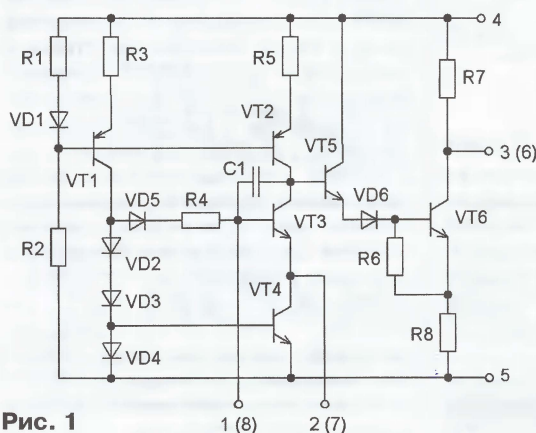 4
R1
R3
R5
R7
VD1
VT2
VT5
3 (6)
VT1
C1
VD6
VD5
R4
VT3
VT6
R2
VD2
R6
VT4
VD3
R8
VD4
5
Рис. 1
1 (8)
2 (7)